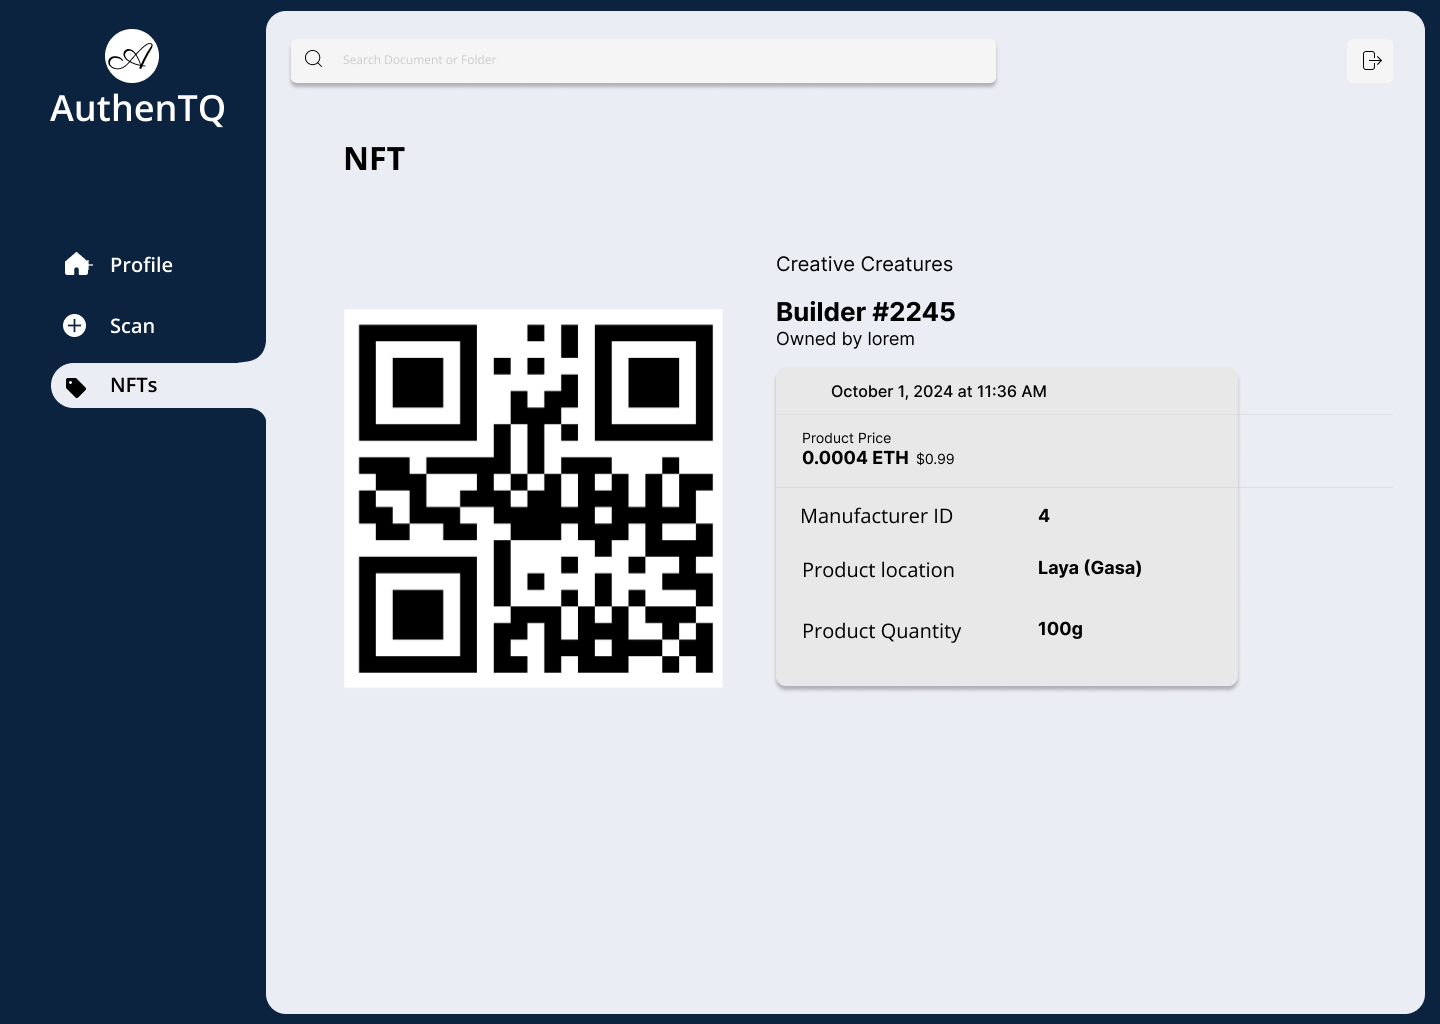 AuthenTQ
Profile
Scan
NFTs
Search Document or Folder
NFT
Creative Creatures
Builder #2245
Owned by lorem
October 1, 2024 at 11:36 AM
Product Price
0.0004 ETH $0.99
Manufacturer ID 4
Product location Laya (Gasa)
Product Quantity 100g